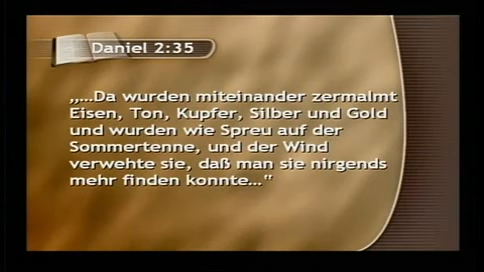 Daniel 2:35
„...Da wurden miteinander zermalmt
Eisen, Ton, Kupfer, Silber und Gold
und wurden wie Spreu auf der
Sommertenne, und der Wind
verwehte sie, daß man sie nirgends
mehr finden konnte..."